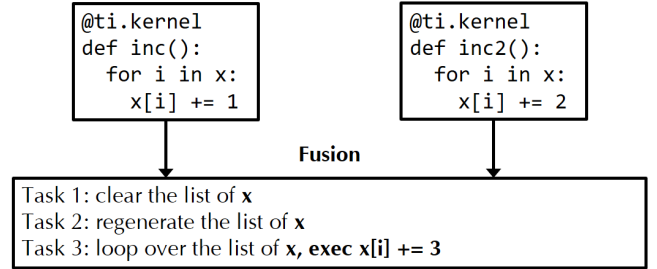 @ti.kernel
def inc():
  for i in x:
    x[i] += 1
@ti.kernel
def inc2():
  for i in x:
    x[i] += 2
Fusion
Task 1: clear the list of x
Task 2: regenerate the list of x
Task 3: loop over the list of x, exec x[i] += 3